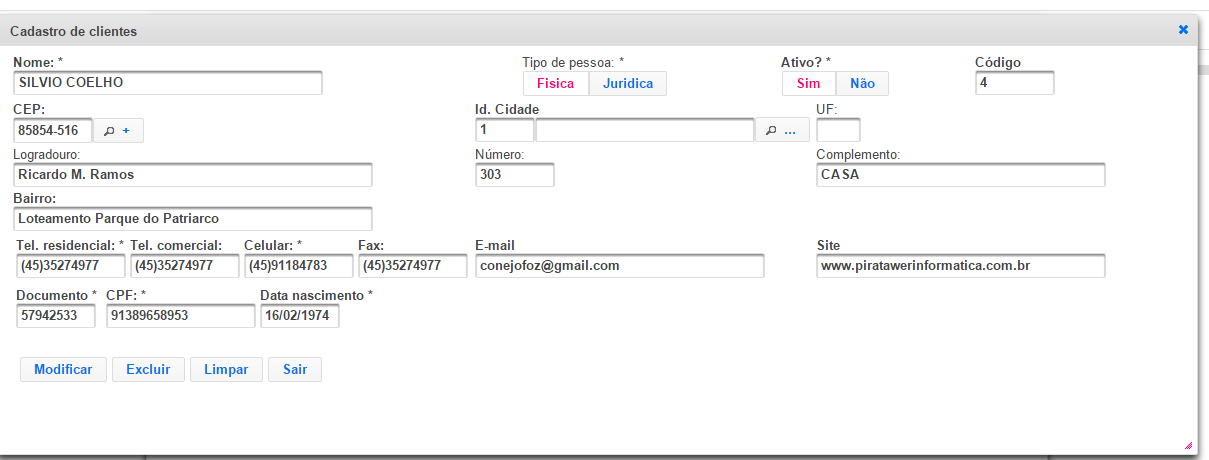 Cadastro de clientes
Nome: * Tipo de pessoa: * Ativo? * Código
SILVIO COELHO Fisica Juridica Sim Não 4
CEP: Id. Cidade UF:
85854-516 + 1 ...
Logradouro: Número: Complemento:
Ricardo M. Ramos 303 CASA
Bairro:
Loteamento Parque do Patriarco
Tel. residencial: * Tel. comercial: Celular: * Fax: E-mail Site
(45)35274977 (45)35274977 (45)91184783 (45)35274977 conejofoz@gmail.com www.piratawerinformatica.com.br
Documento * CPF: * Data nascimento *
57942533 91389658953 16/02/1974
Modificar Excluir Limpar Sair